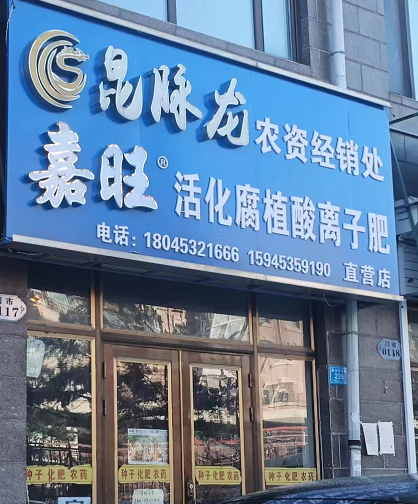 昆脉龙 农资经销处
嘉旺® 活化腐植酸离子肥
电话: 18045321666 15945359190 直营店
0117
0118
种子化肥农药
种子化肥农药
种子化肥农药
种子化肥农药